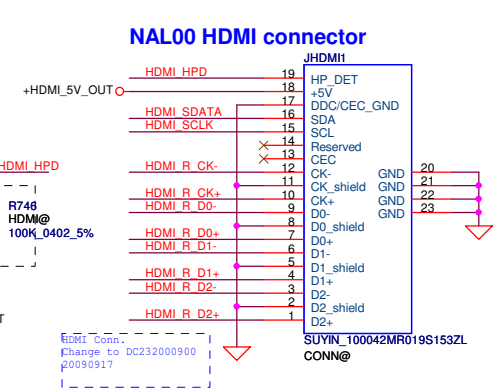 NAL00 HDMI connector
JHDMI1
HDMI_HPD 19 HP_DET
+HDMI_5V_OUT 18 +5V
17 DDC/CEC_GND
HDMI_SDATA 16 SDA
HDMI_SCLK 15 SCL
14 Reserved
13 CEC
HDMI_HPD
HDMI_R_CK- 12 CK- GND 20
11 CK_shield GND 21
HDMI_R_CK+ 10 CK+ GND 22
HDMI_R_D0- 9 D0- GND 23
8 D0_shield
HDMI_R_D0+ 7 D0+
HDMI_R_D1- 6 D1-
5 D1_shield
HDMI_R_D1+ 4 D1+
HDMI_R_D2- 3 D2-
2 D2_shield
HDMI_R_D2+ 1 D2+
R746
HDMI@
100K_0402_5%
T
SUYIN_100042MR019S153ZL
CONN@
HDMI Conn.
Change to DC232000900
20090917